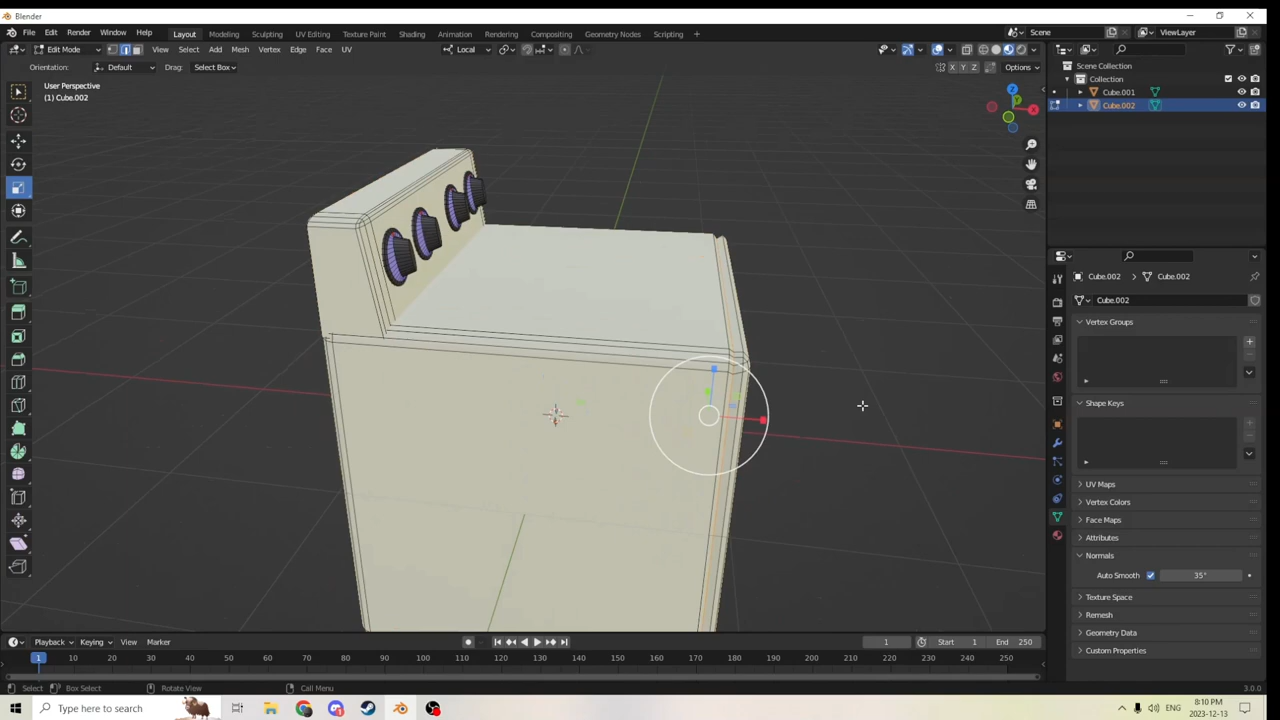 Blender
File Edit Render Window Help Layout Modeling Sculpting UV Editing Texture Paint Shading Animation Rendering Compositing Geometry Nodes Scripting + Scene ViewLayer
Edit Mode View Select Add Mesh Vertex Edge Face UV Local
Orientation: Default Drag: Select Box X Y Z Options
User Perspective
(1) Cube.002
Z
Y
X
Scene Collection
Collection
Cube.001
Cube.002
Cube.002 Cube.002
Cube.002
Vertex Groups
Shape Keys
UV Maps
Vertex Colors
Face Maps
Attributes
Normals
Auto Smooth 35°
Texture Space
Remesh
Geometry Data
Custom Properties
Playback Keying View Marker 1 Start 1 End 250
1 10 20 30 40 50 60 70 80 90 100 110 120 130 140 150 160 170 180 190 200 210 220 230 240 250
Select Box Select Rotate View Call Menu 3.0.0
Type here to search ENG 8:10 PM
2023-12-13